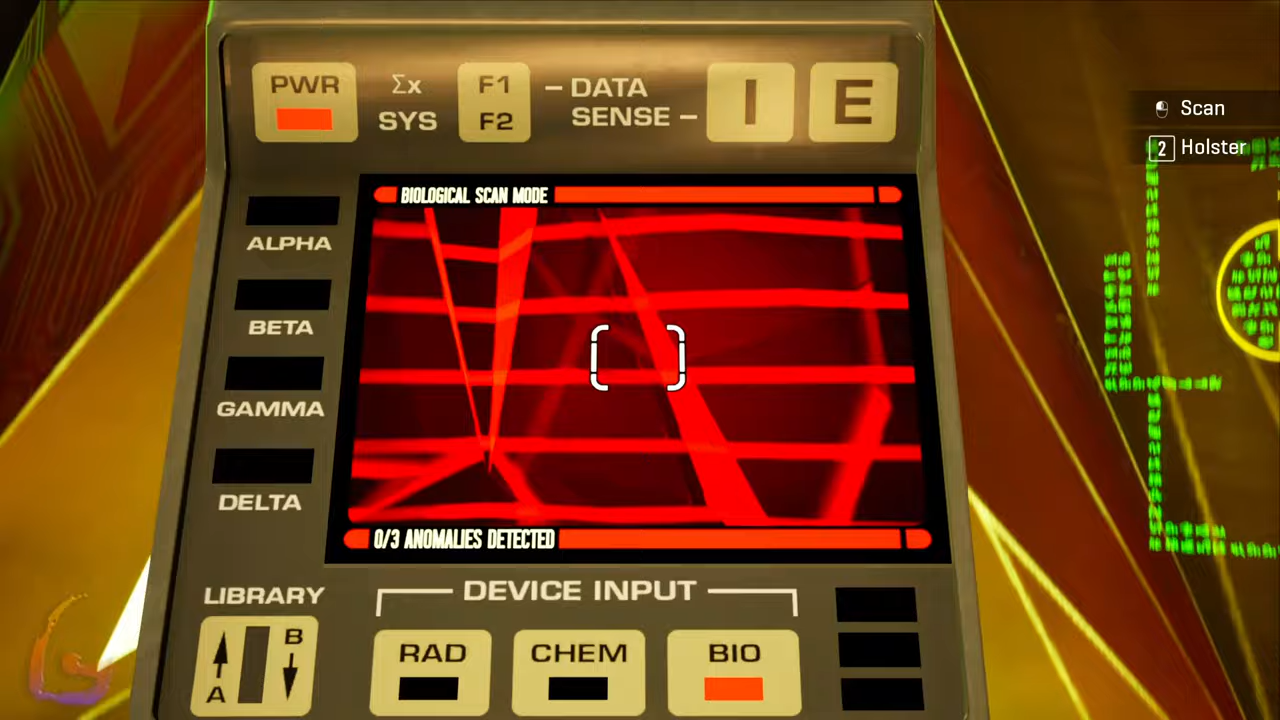 PWR
Σx
SYS
F1
F2
– DATA
SENSE –
I
E
Scan
2 Holster
BIOLOGICAL SCAN MODE
ALPHA
BETA
GAMMA
DELTA
0/3 ANOMALIES DETECTED
LIBRARY
B
A
DEVICE INPUT
RAD
CHEM
BIO